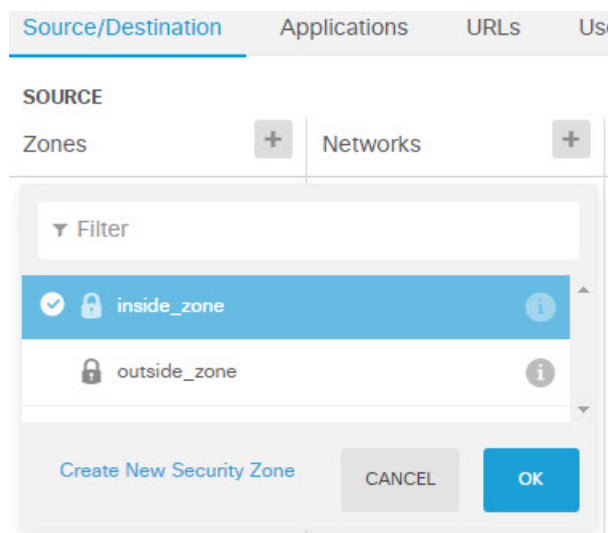 Source/Destination Applications URLs
SOURCE
Zones + Networks +
Filter
inside_zone i
outside_zone i
Create New Security Zone CANCEL OK